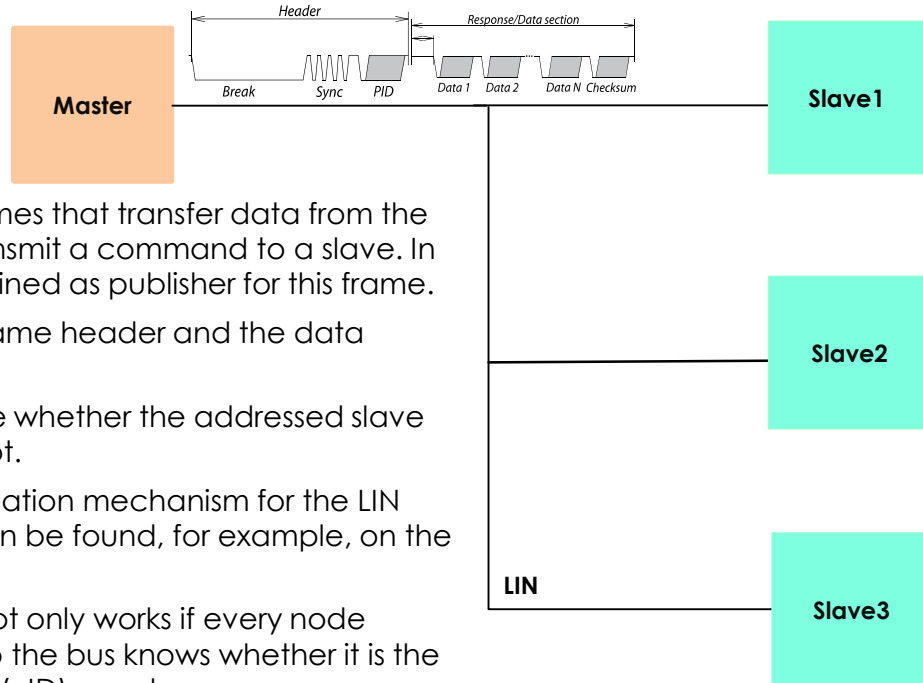 Header
Response/Data section
Break
Sync
PID
Data 1
Data 2
Data N
Checksum
Master
Slave1
mes that transfer data from the
nsmit a command to a slave. In
ined as publisher for this frame.
ame header and the data
Slave2
e whether the addressed slave
ot.
ation mechanism for the LIN
n be found, for example, on the
LIN
Slave3
pt only works if every node
o the bus knows whether it is the